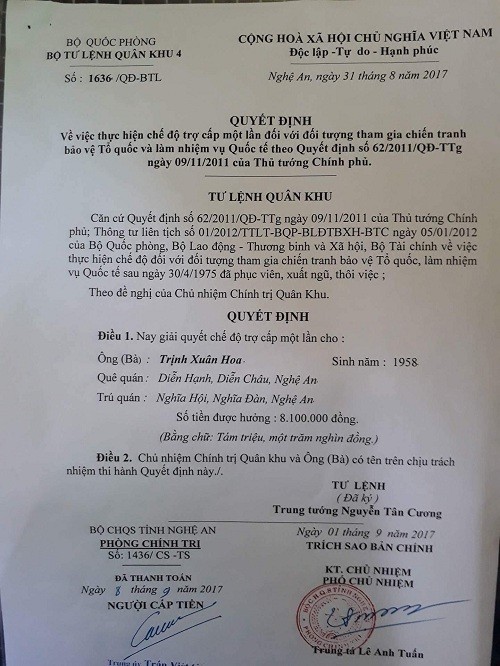 BỘ QUỐC PHÒNG
BỘ TƯ LỆNH QUÂN KHU 4
Số : 1636 /QĐ-BTL
CỘNG HOÀ XÃ HỘI CHỦ NGHĨA VIỆT NAM
Độc lập -Tự do - Hạnh phúc
Nghệ An, ngày 31 tháng 8 năm 2017
QUYẾT ĐỊNH
Về việc thực hiện chế độ trợ cấp một lần đối với đối tượng tham gia chiến tranh
bảo vệ Tổ quốc và làm nhiệm vụ Quốc tế theo Quyết định số 62/2011/QĐ-TTg
ngày 09/11/2011 của Thủ tướng Chính phủ.
TƯ LỆNH QUÂN KHU
Căn cứ Quyết định số 62/2011/QĐ-TTg ngày 09/11/2011 của Thủ tướng Chính
phủ; Thông tư liên tịch số 01/2012/TTLT-BQP-BLĐTBXH-BTC ngày 05/01/2012
của Bộ Quốc phòng, Bộ Lao động - Thương binh và Xã hội, Bộ Tài chính về việc
thực hiện chế độ đối với đối tượng tham gia chiến tranh bảo vệ Tổ quốc, làm nhiệm
vụ Quốc tế sau ngày 30/4/1975 đã phục viên, xuất ngũ, thôi việc ;
Theo đề nghị của Chủ nhiệm Chính trị Quân Khu.
QUYẾT ĐỊNH
Điều 1. Nay giải quyết chế độ trợ cấp một lần cho :
Ông (Bà) : Trịnh Xuân Hoa Sinh năm : 1958
Quê quán : Diễn Hạnh, Diễn Châu, Nghệ An
Trú quán : Nghĩa Hội, Nghĩa Đàn, Nghệ An
Số tiền được hưởng : 8.100.000 đồng.
(Bằng chữ: Tám triệu, một trăm nghìn đồng.)
Điều 2. Chủ nhiệm Chính trị Quân khu và Ông (Bà) có tên trên chịu trách
nhiệm thi hành Quyết định này./.
TƯ LỆNH
( Đã ký )
Trung tướng Nguyễn Tân Cương
BỘ CHQS TỈNH NGHỆ AN
PHÒNG CHÍNH TRỊ
Số: 1436/ CS -TS
ĐÃ THANH TOÁN
Ngày 8 tháng 9 năm 2017
NGƯỜI CẤP TIỀN
Ngày 01 tháng 9 năm 2017
TRÍCH SAO BẢN CHÍNH
KT. CHỦ NHIỆM
PHÓ CHỦ NHIỆM
Trung tá Lê Anh Tuấn